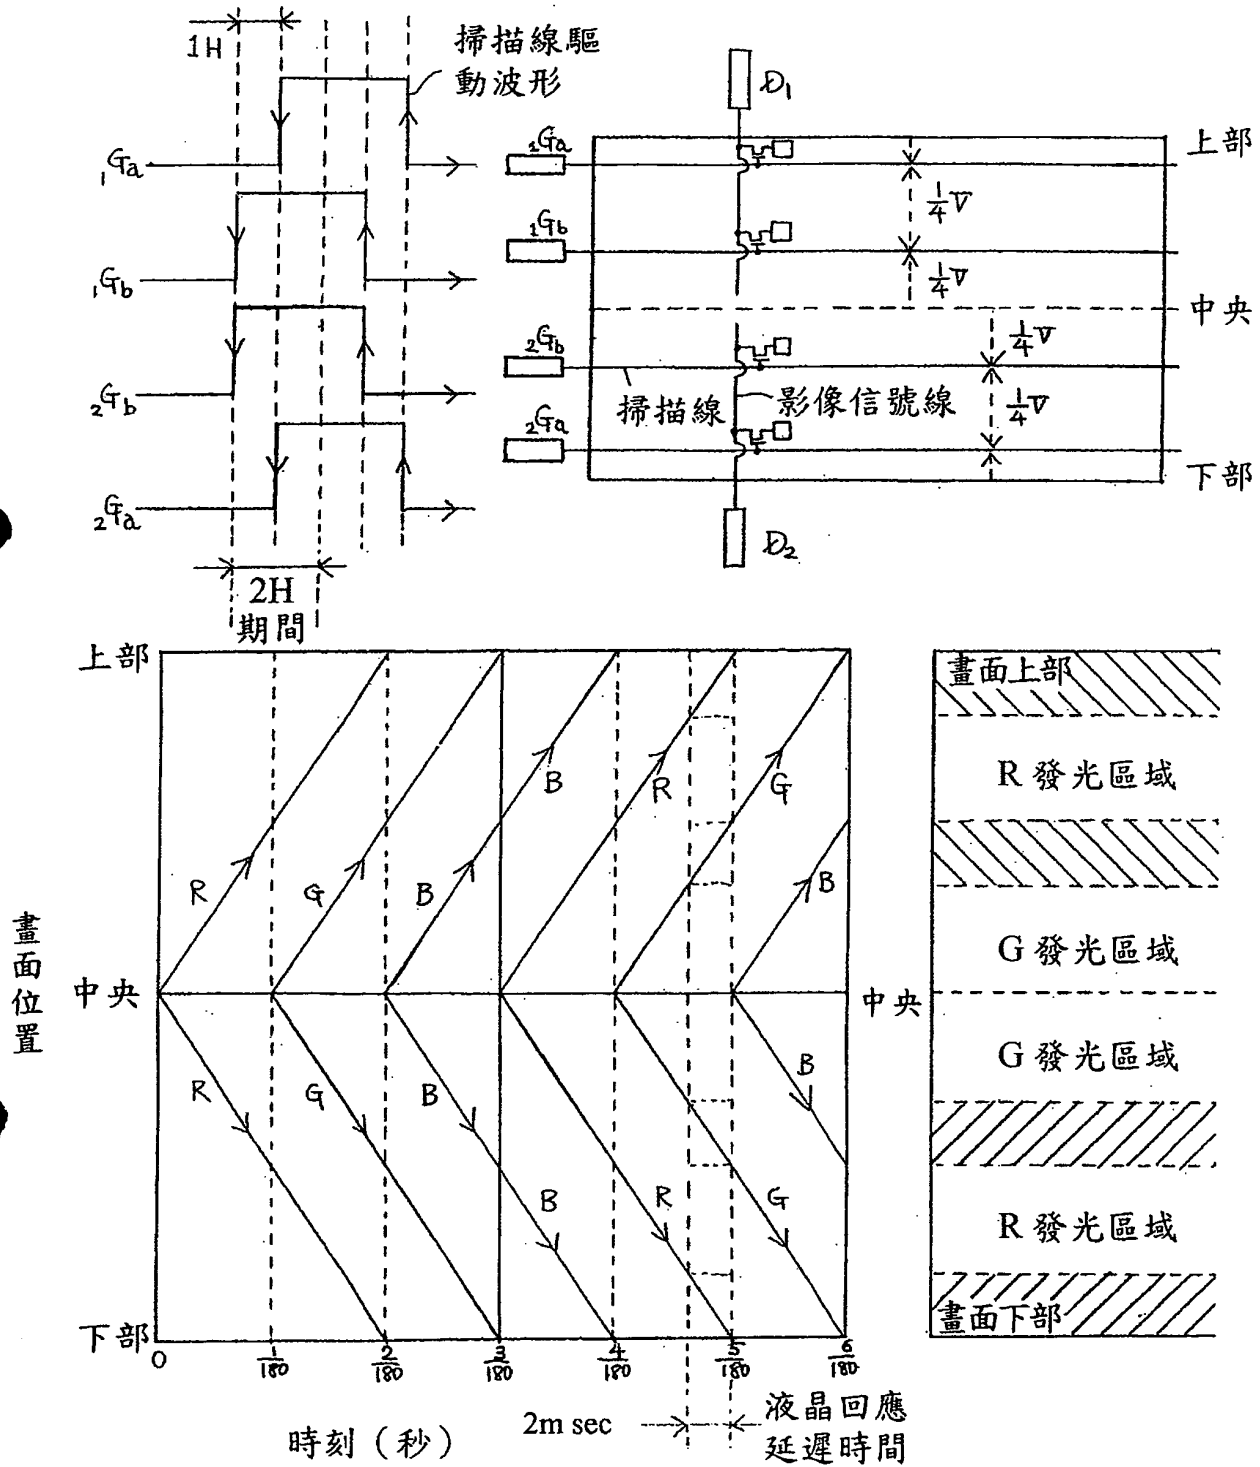 1H
掃描線驅
動波形
₁Ga
₁Gb
₂Gb
₂Ga
2H
期間
D₁
₁Ga
₁Gb
₂Gb
₂Ga
D₂
上部
1/4 V
1/4 V
中央
1/4 V
1/4 V
下部
掃描線
影像信號線
上部
中央
下部
畫面位置
R
G
B
B
R
G
B
R
G
B
B
R
G
B
0
1/180
2/180
3/180
4/180
5/180
6/180
時刻（秒）
2m sec
液晶回應
延遲時間
中央
畫面上部
R 發光區域
G 發光區域
G 發光區域
R 發光區域
畫面下部